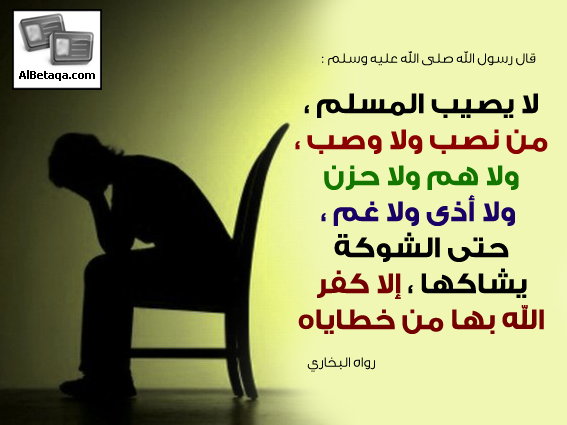 AlBetaqa.com
قال رسول الله صلى الله عليه وسلم :
لا يصيب المسلم ،
من نصب ولا وصب ،
ولا هم ولا حزن
ولا أذى ولا غم ،
حتى الشوكة
يشاكها ، إلا كفر
الله بها من خطاياه
رواه البخاري